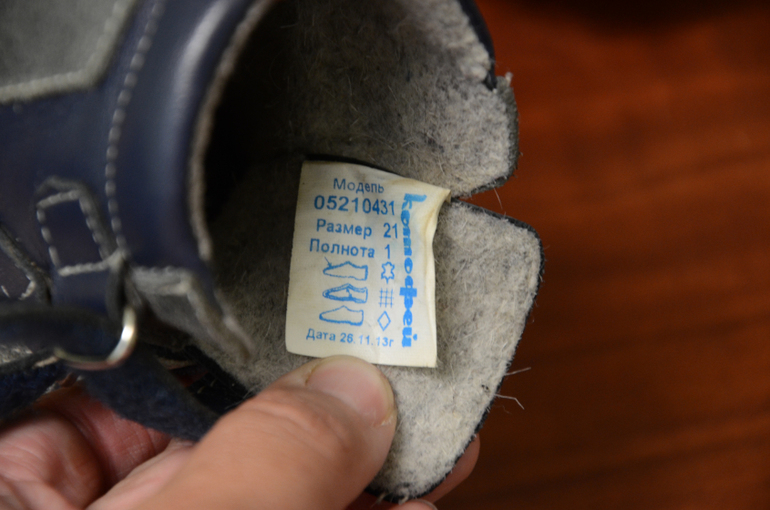 Модель
05210431
Размер 21
Полнота 1
Дата 26.11.13г
котофей